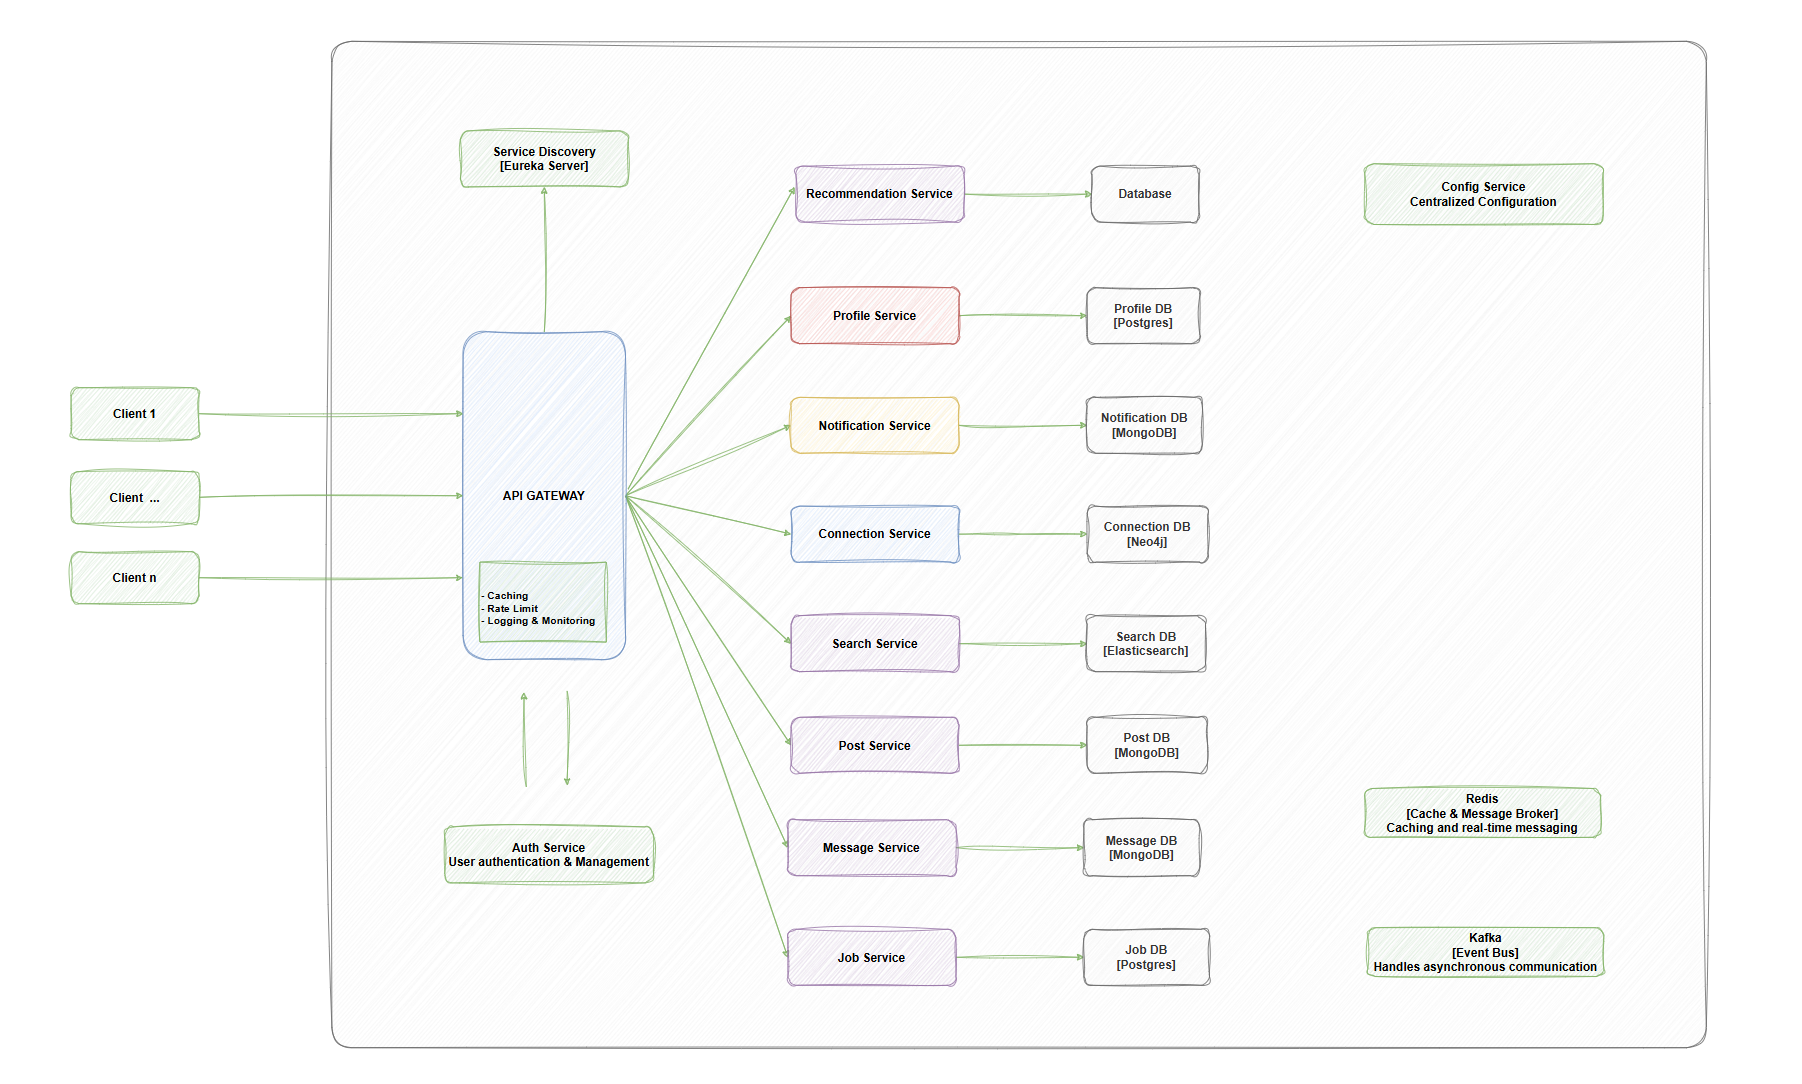 Service Discovery
[Eureka Server]
Recommendation Service
Database
Config Service
Centralized Configuration
Profile Service
Profile DB
[Postgres]
Client 1
Notification Service
Notification DB
[MongoDB]
Client ...
API GATEWAY
Connection Service
Connection DB
[Neo4j]
Client n
- Caching
- Rate Limit
- Logging & Monitoring
Search Service
Search DB
[Elasticsearch]
Post Service
Post DB
[MongoDB]
Redis
[Cache & Message Broker]
Caching and real-time messaging
Auth Service
User authentication & Management
Message Service
Message DB
[MongoDB]
Job Service
Job DB
[Postgres]
Kafka
[Event Bus]
Handles asynchronous communication